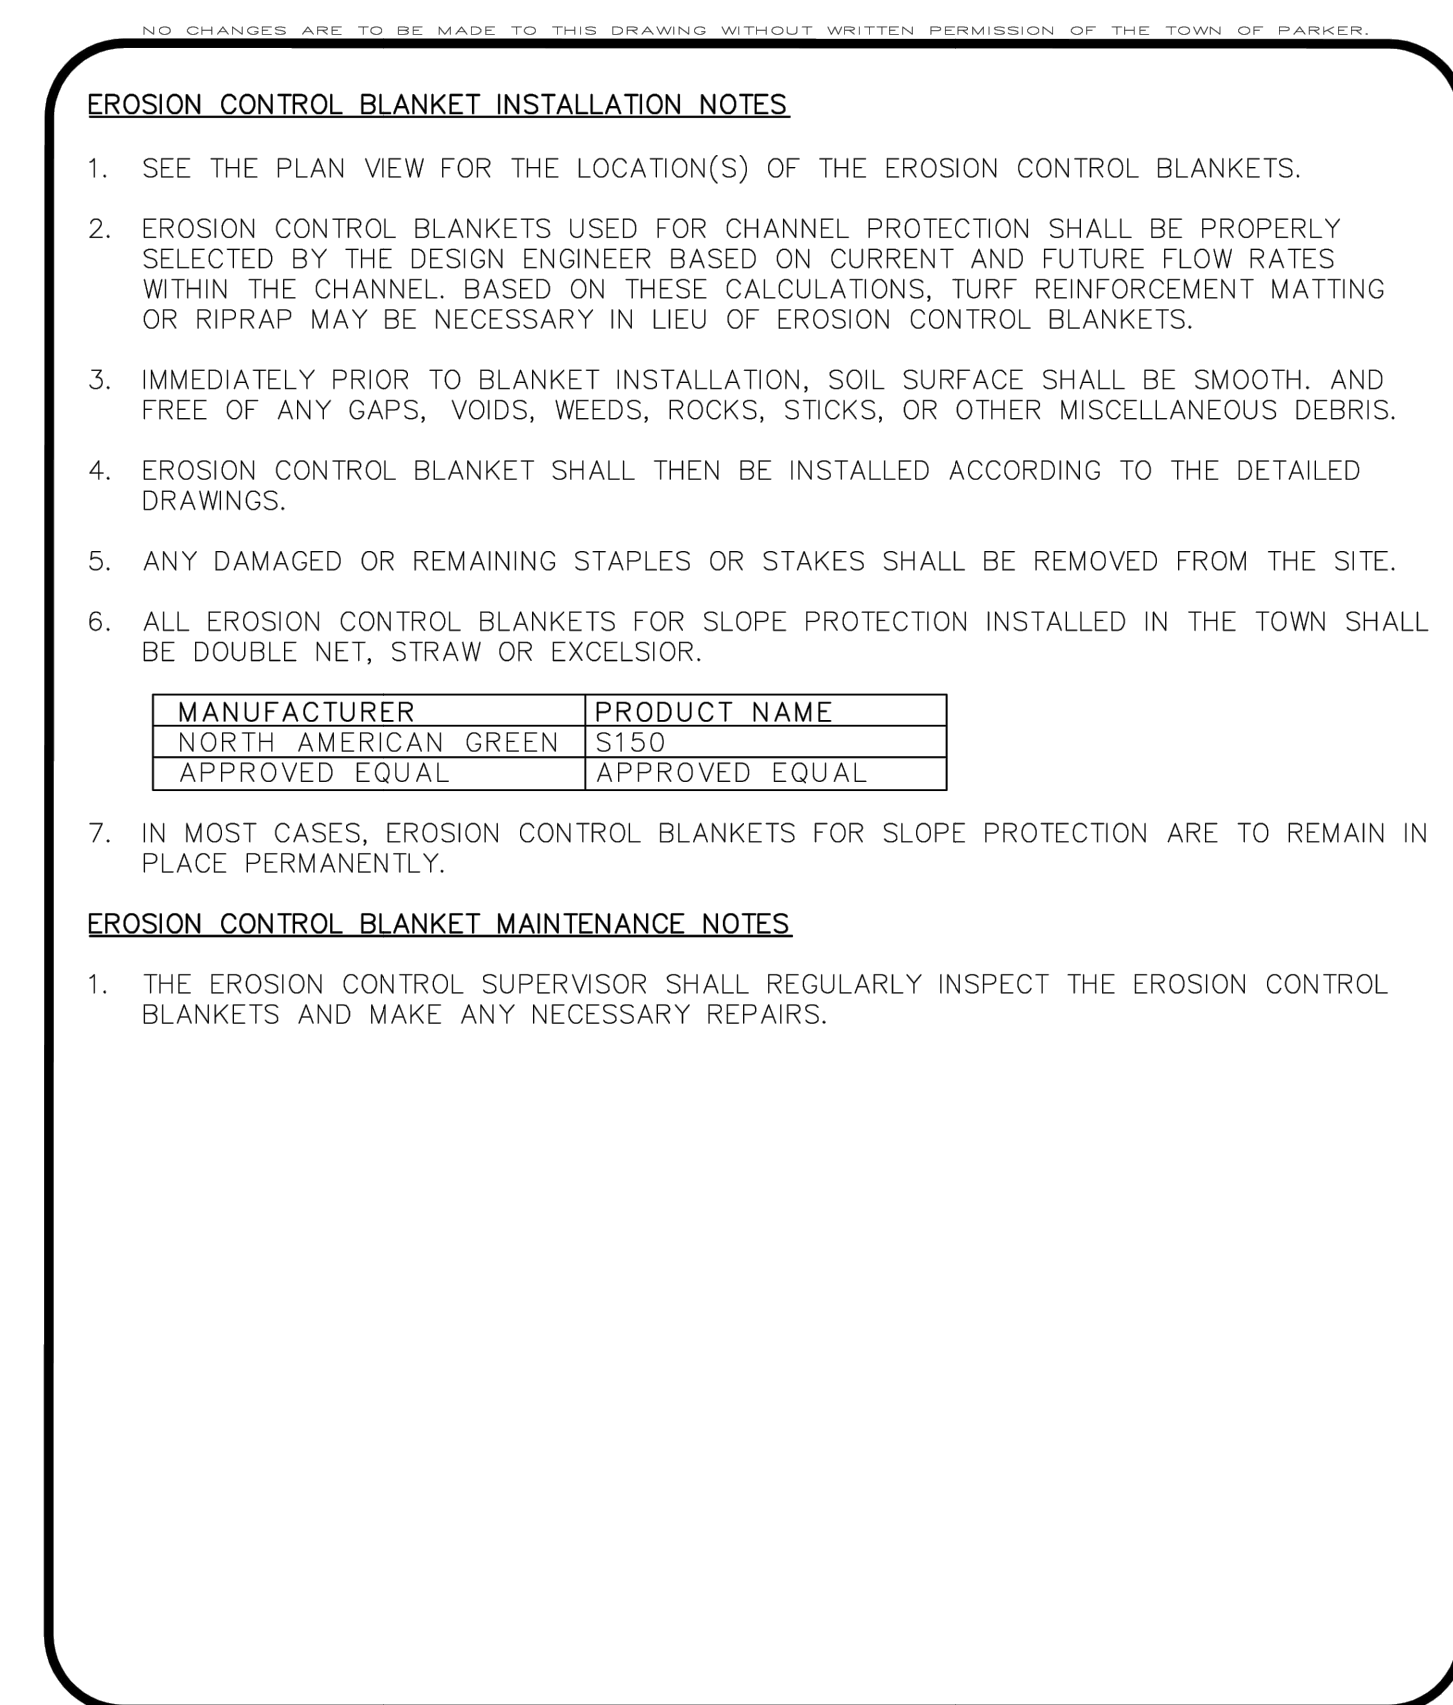 NO CHANGES ARE TO BE MADE TO THIS DRAWING WITHOUT WRITTEN PERMISSION OF THE TOWN OF PARKER.
EROSION CONTROL BLANKET INSTALLATION NOTES
1. SEE THE PLAN VIEW FOR THE LOCATION(S) OF THE EROSION CONTROL BLANKETS.
2. EROSION CONTROL BLANKETS USED FOR CHANNEL PROTECTION SHALL BE PROPERLY
SELECTED BY THE DESIGN ENGINEER BASED ON CURRENT AND FUTURE FLOW RATES
WITHIN THE CHANNEL. BASED ON THESE CALCULATIONS, TURF REINFORCEMENT MATTING
OR RIPRAP MAY BE NECESSARY IN LIEU OF EROSION CONTROL BLANKETS.
3. IMMEDIATELY PRIOR TO BLANKET INSTALLATION, SOIL SURFACE SHALL BE SMOOTH. AND
FREE OF ANY GAPS, VOIDS, WEEDS, ROCKS, STICKS, OR OTHER MISCELLANEOUS DEBRIS.
4. EROSION CONTROL BLANKET SHALL THEN BE INSTALLED ACCORDING TO THE DETAILED
DRAWINGS.
5. ANY DAMAGED OR REMAINING STAPLES OR STAKES SHALL BE REMOVED FROM THE SITE.
6. ALL EROSION CONTROL BLANKETS FOR SLOPE PROTECTION INSTALLED IN THE TOWN SHALL
BE DOUBLE NET, STRAW OR EXCELSIOR.
MANUFACTURER PRODUCT NAME
NORTH AMERICAN GREEN S150
APPROVED EQUAL APPROVED EQUAL
7. IN MOST CASES, EROSION CONTROL BLANKETS FOR SLOPE PROTECTION ARE TO REMAIN IN
PLACE PERMANENTLY.
EROSION CONTROL BLANKET MAINTENANCE NOTES
1. THE EROSION CONTROL SUPERVISOR SHALL REGULARLY INSPECT THE EROSION CONTROL
BLANKETS AND MAKE ANY NECESSARY REPAIRS.